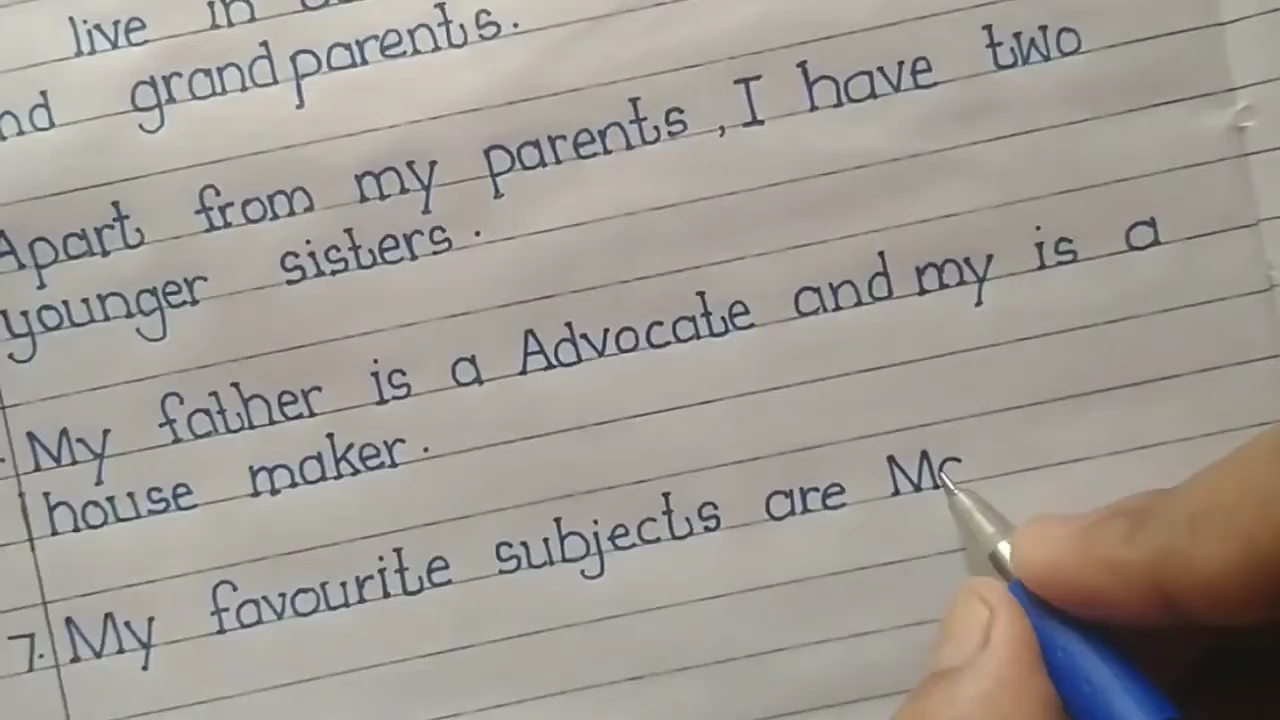 live in
nd grandparents.
Apart from my parents, I have two
younger sisters.
My father is a Advocate and my is a
house maker.
7. My favourite subjects are Ma